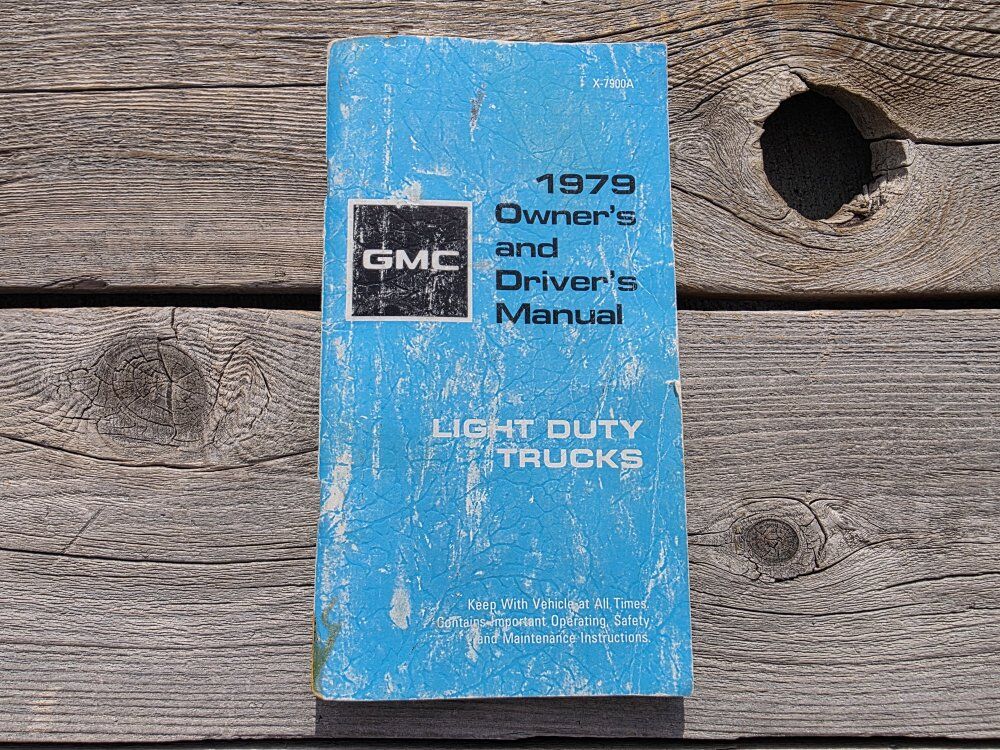 X-7900A
1979
Owner's
and
Driver's
Manual
GMC
LIGHT DUTY
TRUCKS
Keep With Vehicle at All Times.
Contains Important Operating, Safety
and Maintenance Instructions.